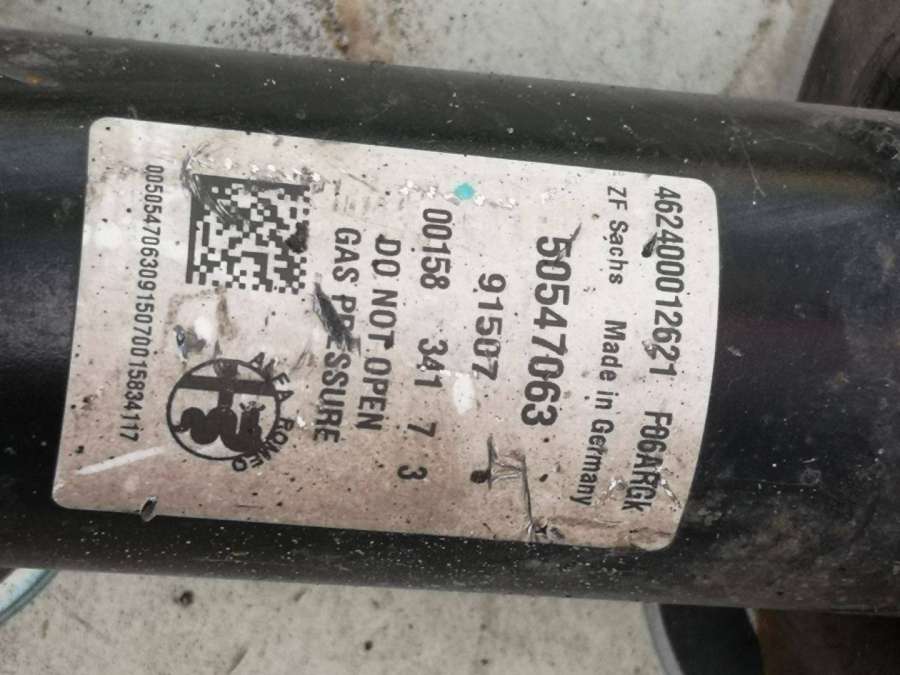 462400012621 F06ARGk
ZF Sachs Made in Germany
50547063
91507
00158 341 7 3
DO NOT OPEN
GAS PRESSURE
ALFA ROMEO
00505470630915070015834117